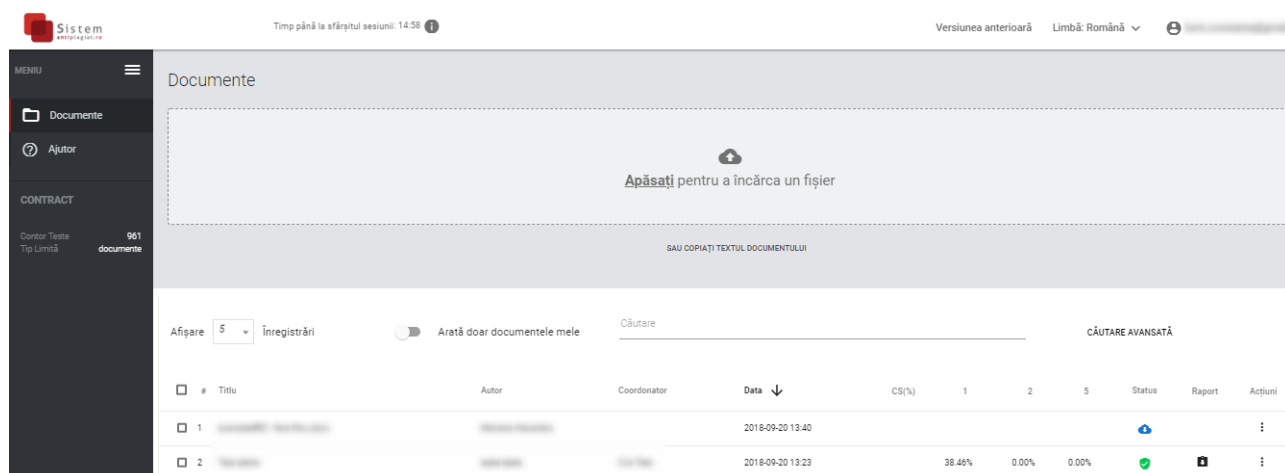 Sistem
antiplagiat.ro
Timp până la sfârșitul sesiunii: 14:58
Versiunea anterioară Limbă: Română
MENIU
Documente
Documente
Ajutor
Apăsați pentru a încărca un fișier
CONTRACT
Contor Teste 961
Tip Limită documente
SAU COPIAȚI TEXTUL DOCUMENTULUI
Afișare 5 Înregistrări Arată doar documentele mele Căutare CĂUTARE AVANSATĂ
# Titlu Autor Coordonator Data CS(%) 1 2 5 Status Raport Acțiuni
1 2018-09-20 13:40
2 2018-09-20 13:23 38.46% 0.00% 0.00%